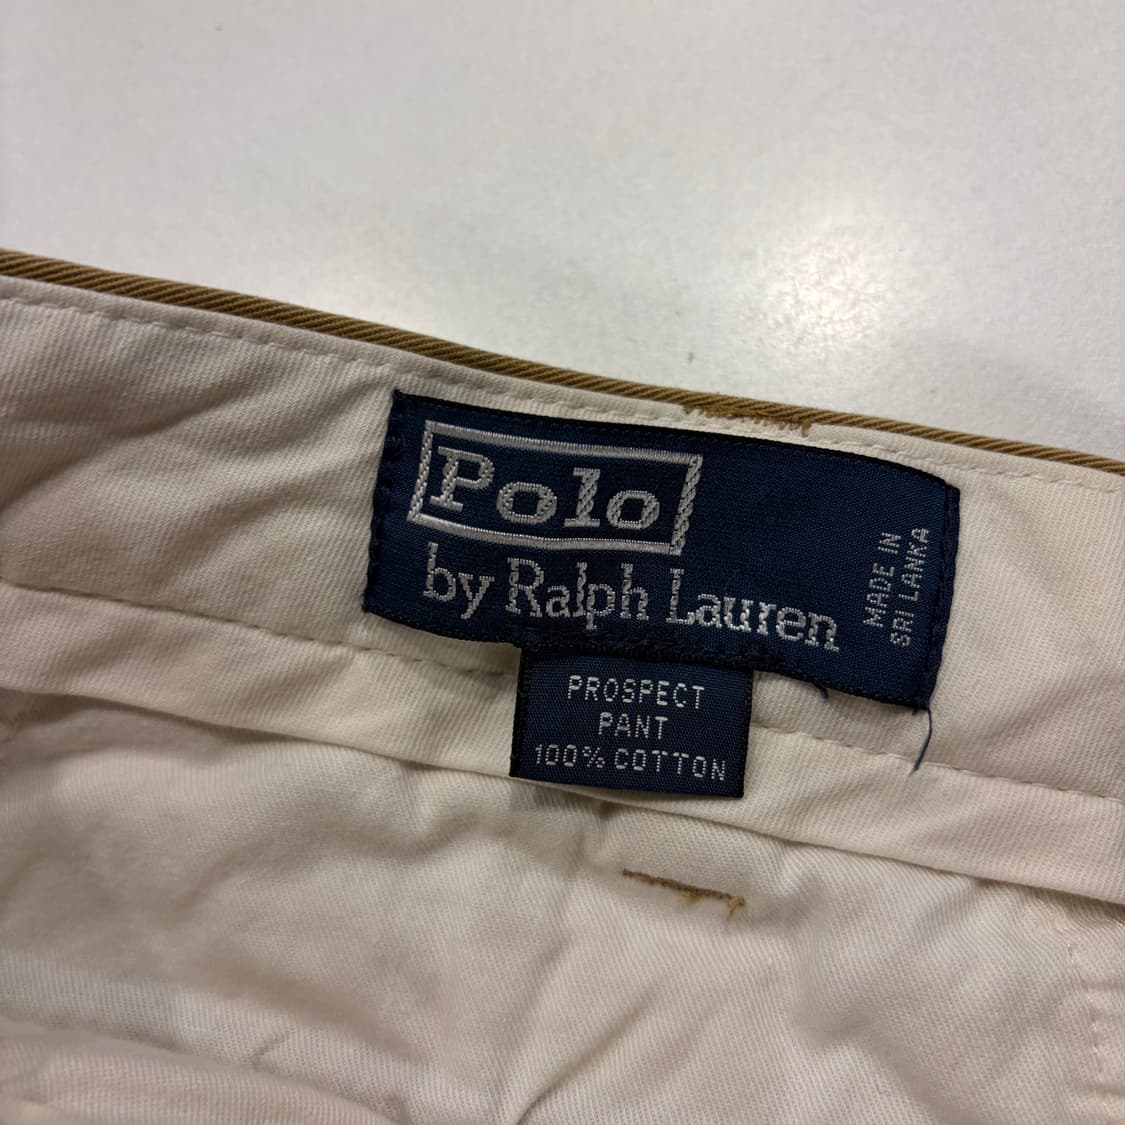 Polo
by Ralph Lauren
MADE IN
SRI LANKA
PROSPECT
PANT
100% COTTON